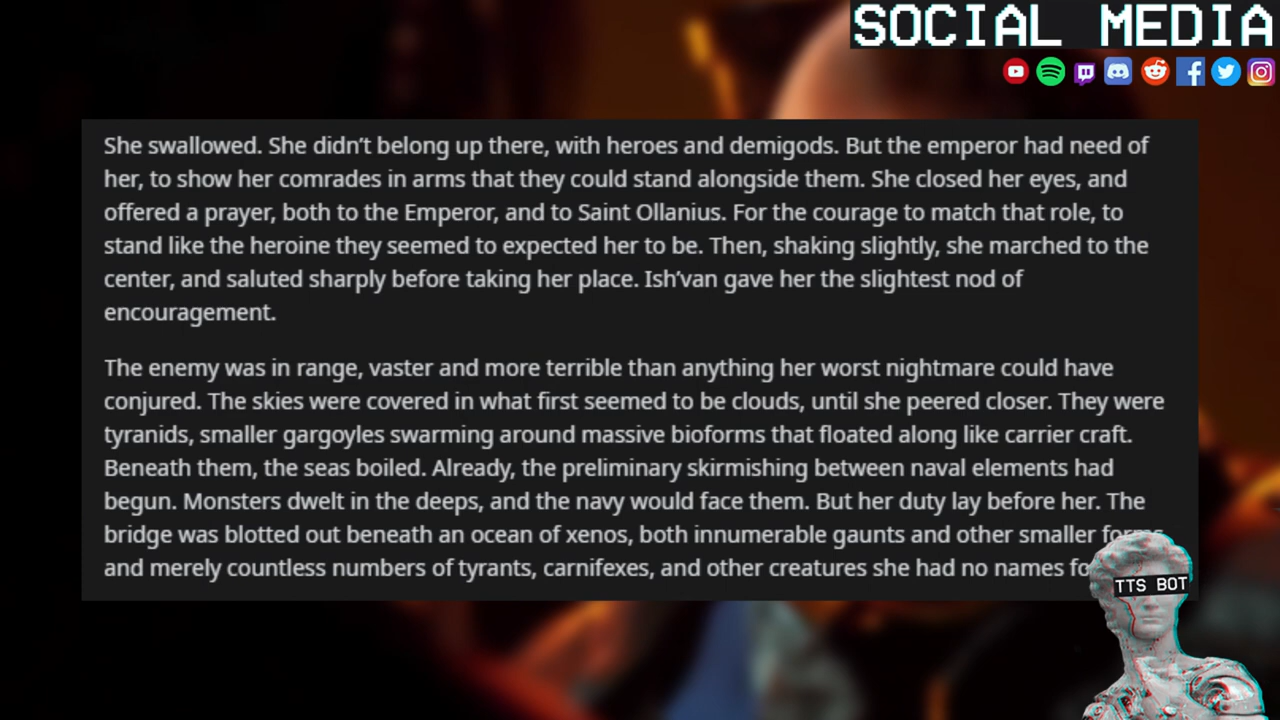 SOCIAL MEDIA
She swallowed. She didn’t belong up there, with heroes and demigods. But the emperor had need of
her, to show her comrades in arms that they could stand alongside them. She closed her eyes, and
offered a prayer, both to the Emperor, and to Saint Ollanius. For the courage to match that role, to
stand like the heroine they seemed to expected her to be. Then, shaking slightly, she marched to the
center, and saluted sharply before taking her place. Ish’van gave her the slightest nod of
encouragement.
The enemy was in range, vaster and more terrible than anything her worst nightmare could have
conjured. The skies were covered in what first seemed to be clouds, until she peered closer. They were
tyranids, smaller gargoyles swarming around massive bioforms that floated along like carrier craft.
Beneath them, the seas boiled. Already, the preliminary skirmishing between naval elements had
begun. Monsters dwelt in the deeps, and the navy would face them. But her duty lay before her. The
bridge was blotted out beneath an ocean of xenos, both innumerable gaunts and other smaller forms
and merely countless numbers of tyrants, carnifexes, and other creatures she had no names
TTS BOT